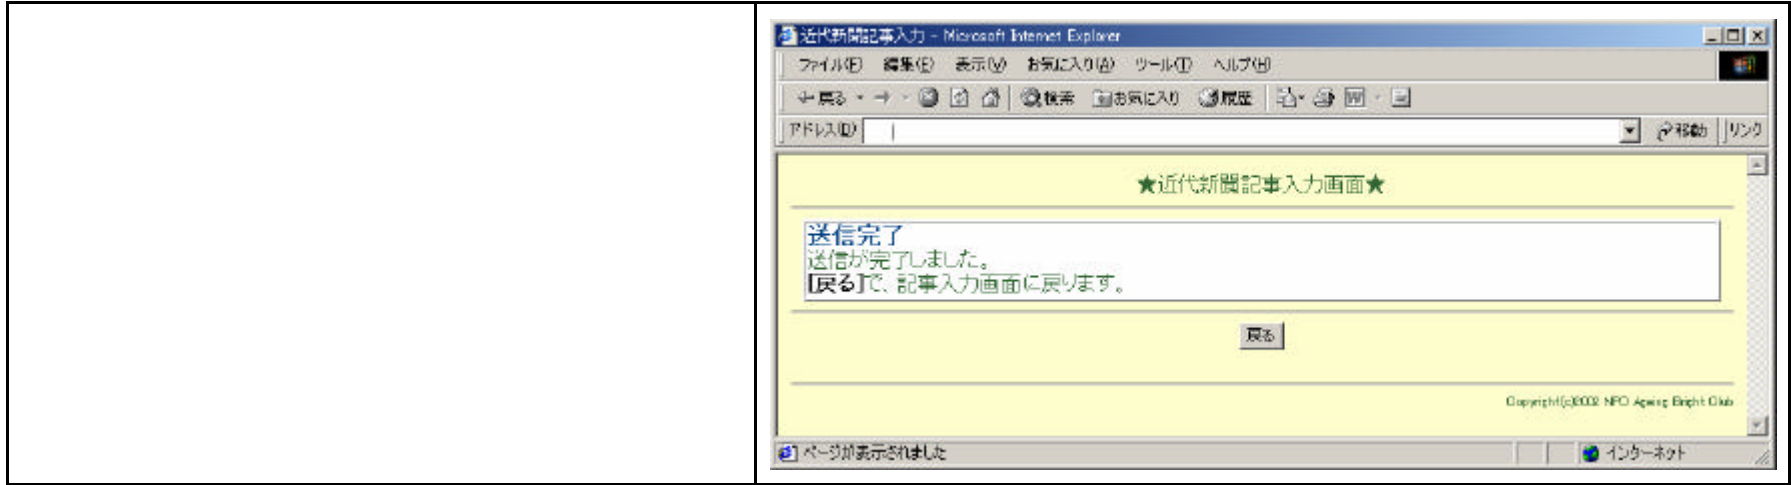 近代新聞記事入力 - Microsoft Internet Explorer
ファイル(F) 編集(E) 表示(V) お気に入り(A) ツール(T) ヘルプ(H)
戻る 検索 お気に入り 履歴
アドレス(D) 移動 リンク
★近代新聞記事入力画面★
送信完了
送信が完了しました。
[戻る]で、記事入力画面に戻ります。
戻る
Copyright(c)2002 NPO Ageing Bright Club
ページが表示されました インターネット